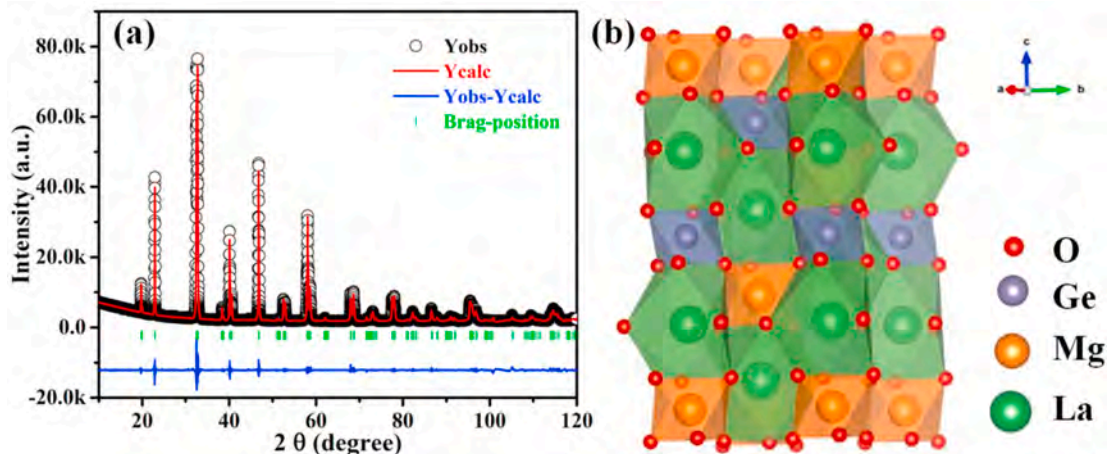 (a)
Yobs
Ycalc
Yobs-Ycalc
Brag-position
Intensity (a.u.)
80.0k
60.0k
40.0k
20.0k
0.0
-20.0k
20 40 60 80 100 120
2 θ (degree)
(b)
c
a b
O
Ge
Mg
La